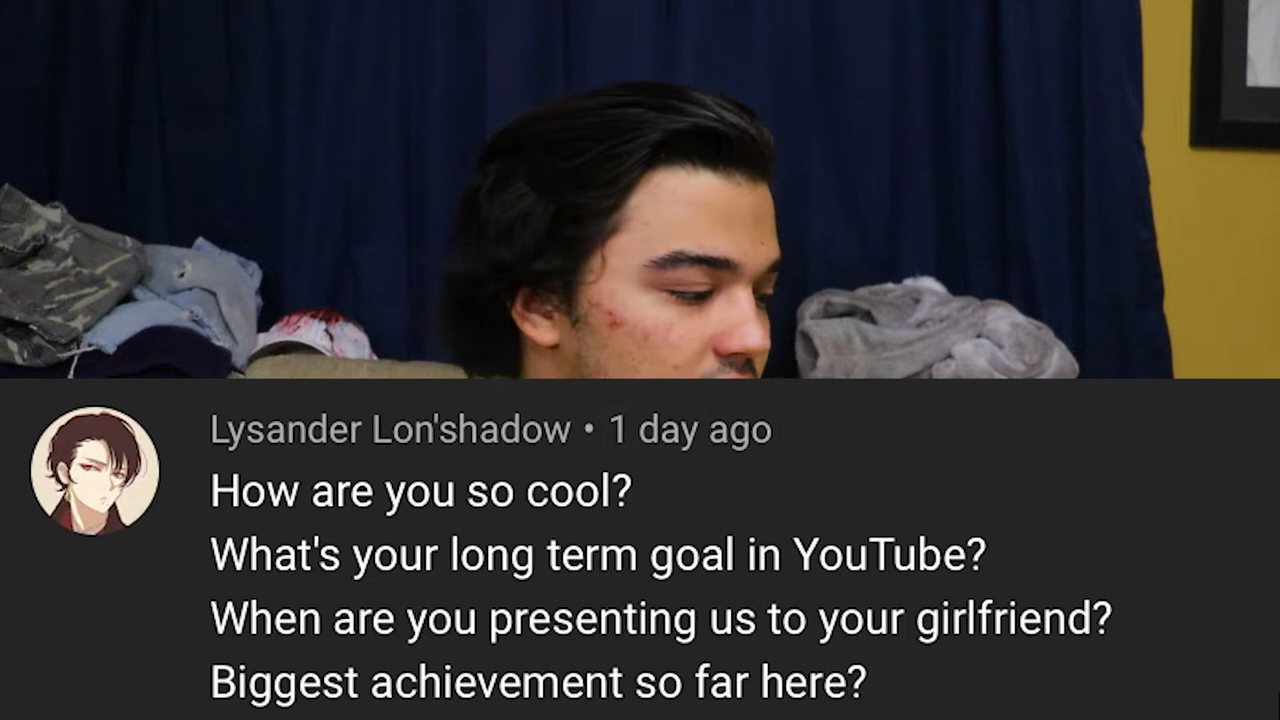 Lysander Lon'shadow • 1 day ago
How are you so cool?
What's your long term goal in YouTube?
When are you presenting us to your girlfriend?
Biggest achievement so far here?